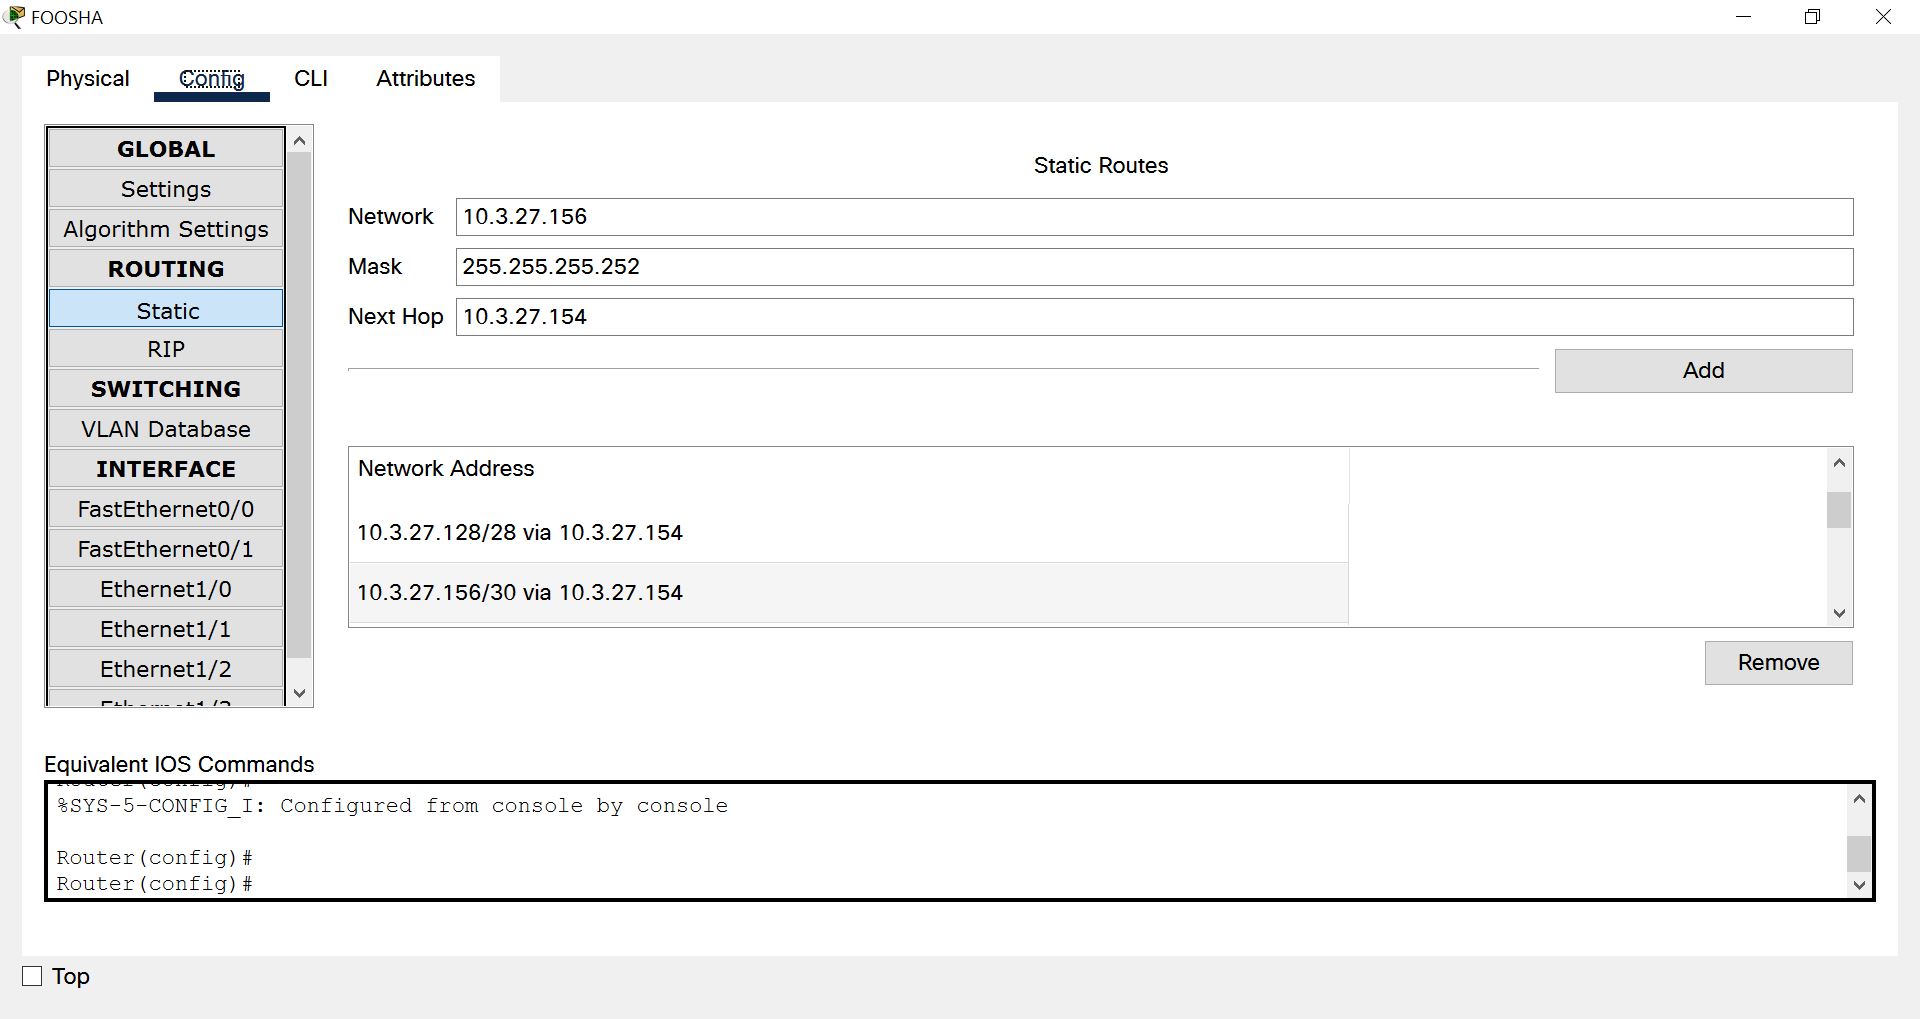 FOOSHA
Physical Config CLI Attributes
GLOBAL
Settings
Algorithm Settings
ROUTING
Static
RIP
SWITCHING
VLAN Database
INTERFACE
FastEthernet0/0
FastEthernet0/1
Ethernet1/0
Ethernet1/1
Ethernet1/2
Static Routes
Network 10.3.27.156
Mask 255.255.255.252
Next Hop 10.3.27.154
Add
Network Address
10.3.27.128/28 via 10.3.27.154
10.3.27.156/30 via 10.3.27.154
Remove
Equivalent IOS Commands
%SYS-5-CONFIG_I: Configured from console by console
Router(config)#
Router(config)#
Top